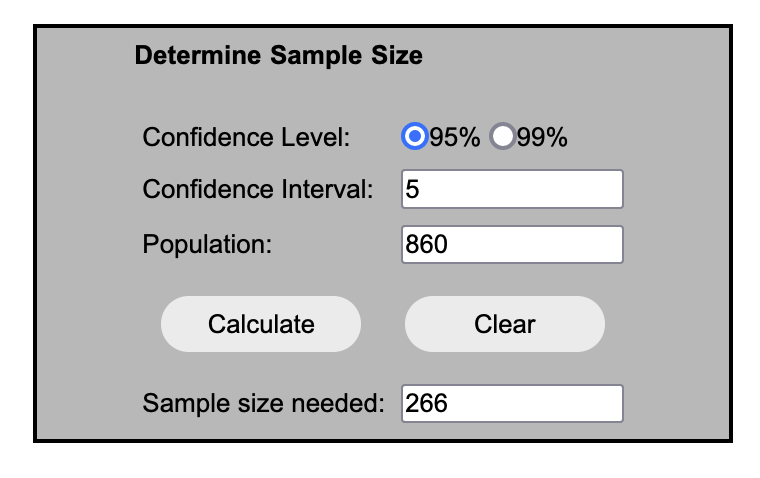 Determine Sample Size
Confidence Level: 95% 99%
Confidence Interval: 5
Population: 860
Calculate Clear
Sample size needed: 266